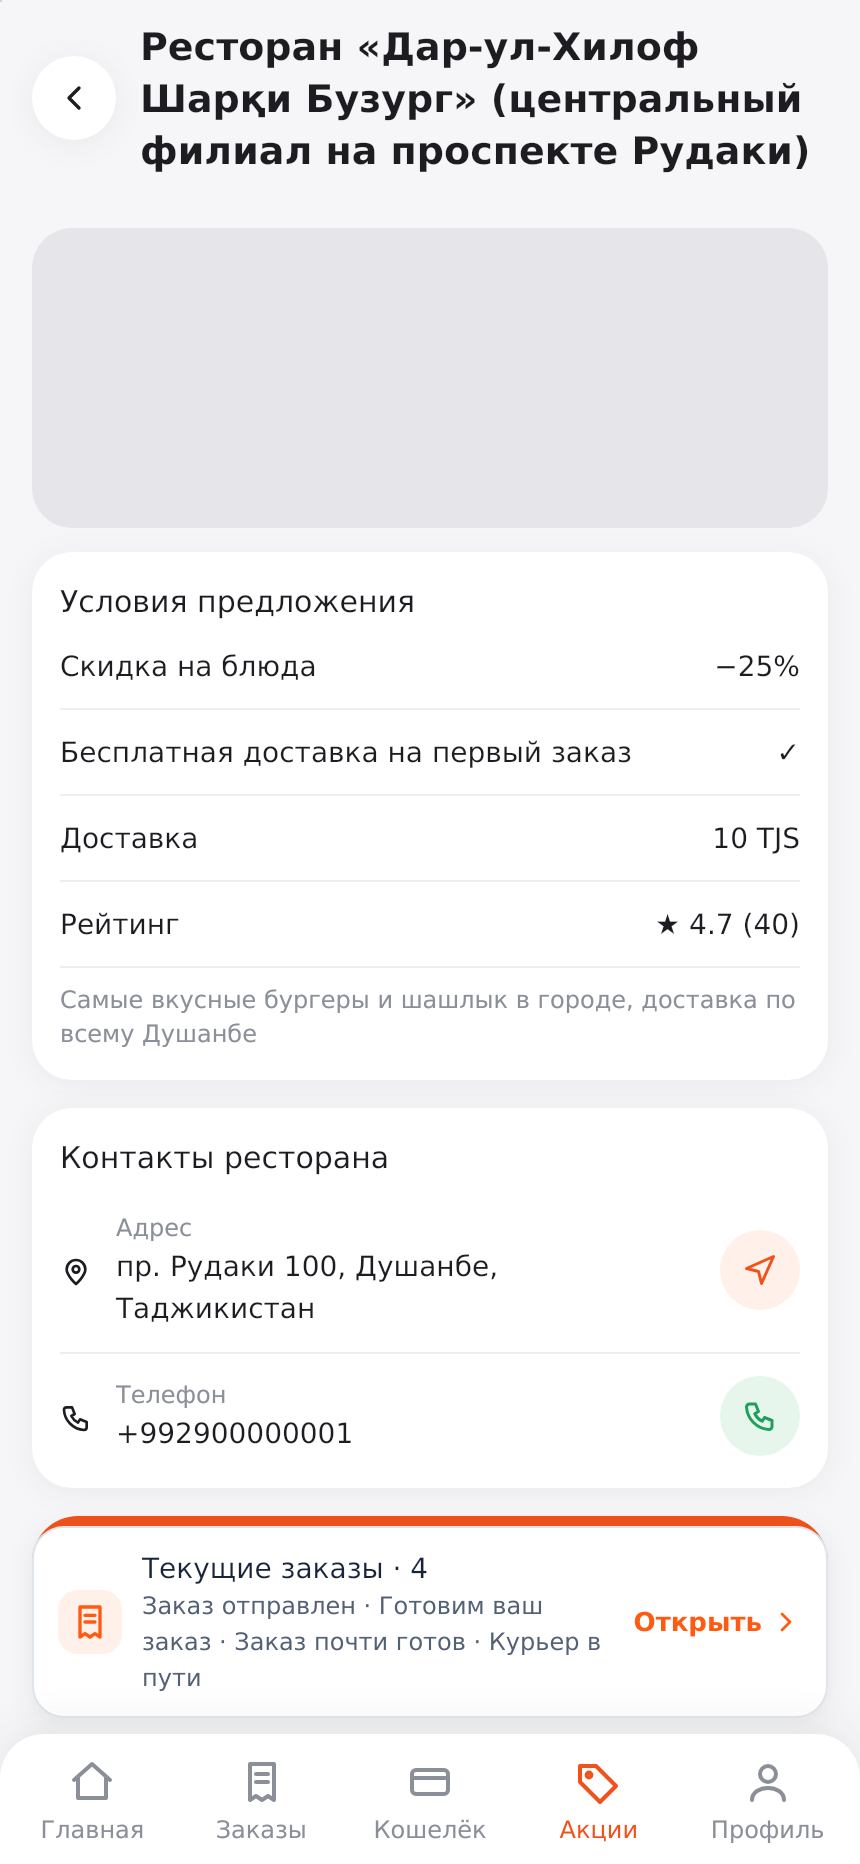 Ресторан «Дар-ул-Хилоф
Шарқи Бузург» (центральный
филиал на проспекте Рудаки)
Условия предложения
Скидка на блюда −25%
Бесплатная доставка на первый заказ ✓
Доставка 10 TJS
Рейтинг ★ 4.7 (40)
Самые вкусные бургеры и шашлык в городе, доставка по
всему Душанбе
Контакты ресторана
Адрес
пр. Рудаки 100, Душанбе,
Таджикистан
Телефон
+992900000001
Текущие заказы · 4
Заказ отправлен · Готовим ваш
заказ · Заказ почти готов · Курьер в
пути
Открыть
Главная Заказы Кошелёк Акции Профиль